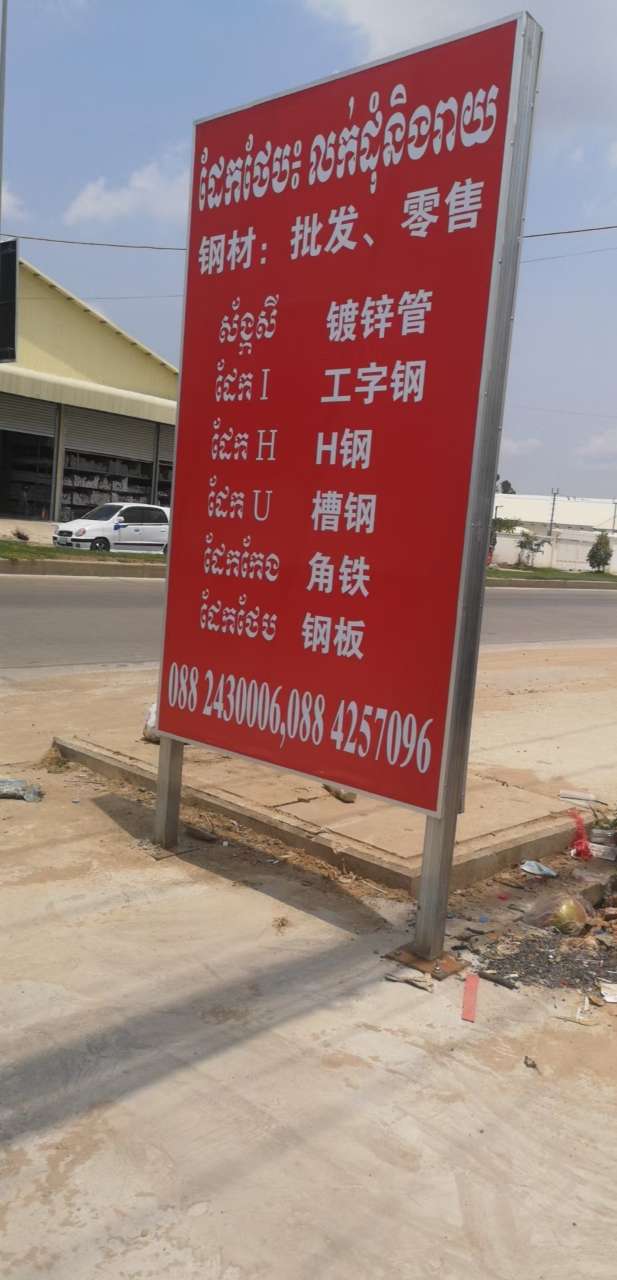 ដែកថែប៖ លក់ដុំនិងរាយ
钢材：批发、零售
ស័ង្កសី 镀锌管
ដែក I 工字钢
ដែក H H钢
ដែក U 槽钢
ដែកកែង 角铁
ដែកថែប 钢板
088 2430006,088 4257096